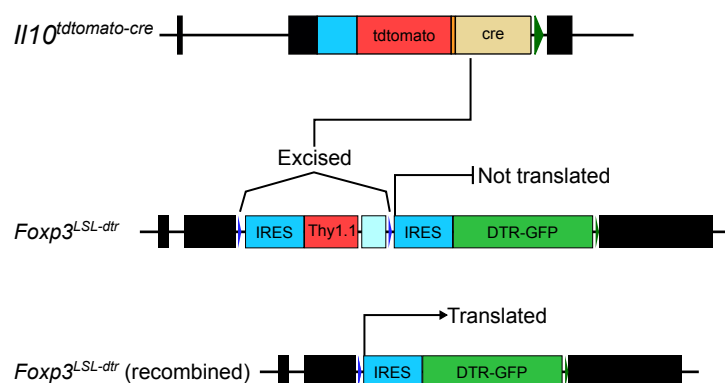 Il10tdtomato-cre
tdtomato cre
Excised
Not translated
Foxp3LSL-dtr IRES Thy1.1 IRES DTR-GFP
Translated
Foxp3LSL-dtr (recombined) IRES DTR-GFP